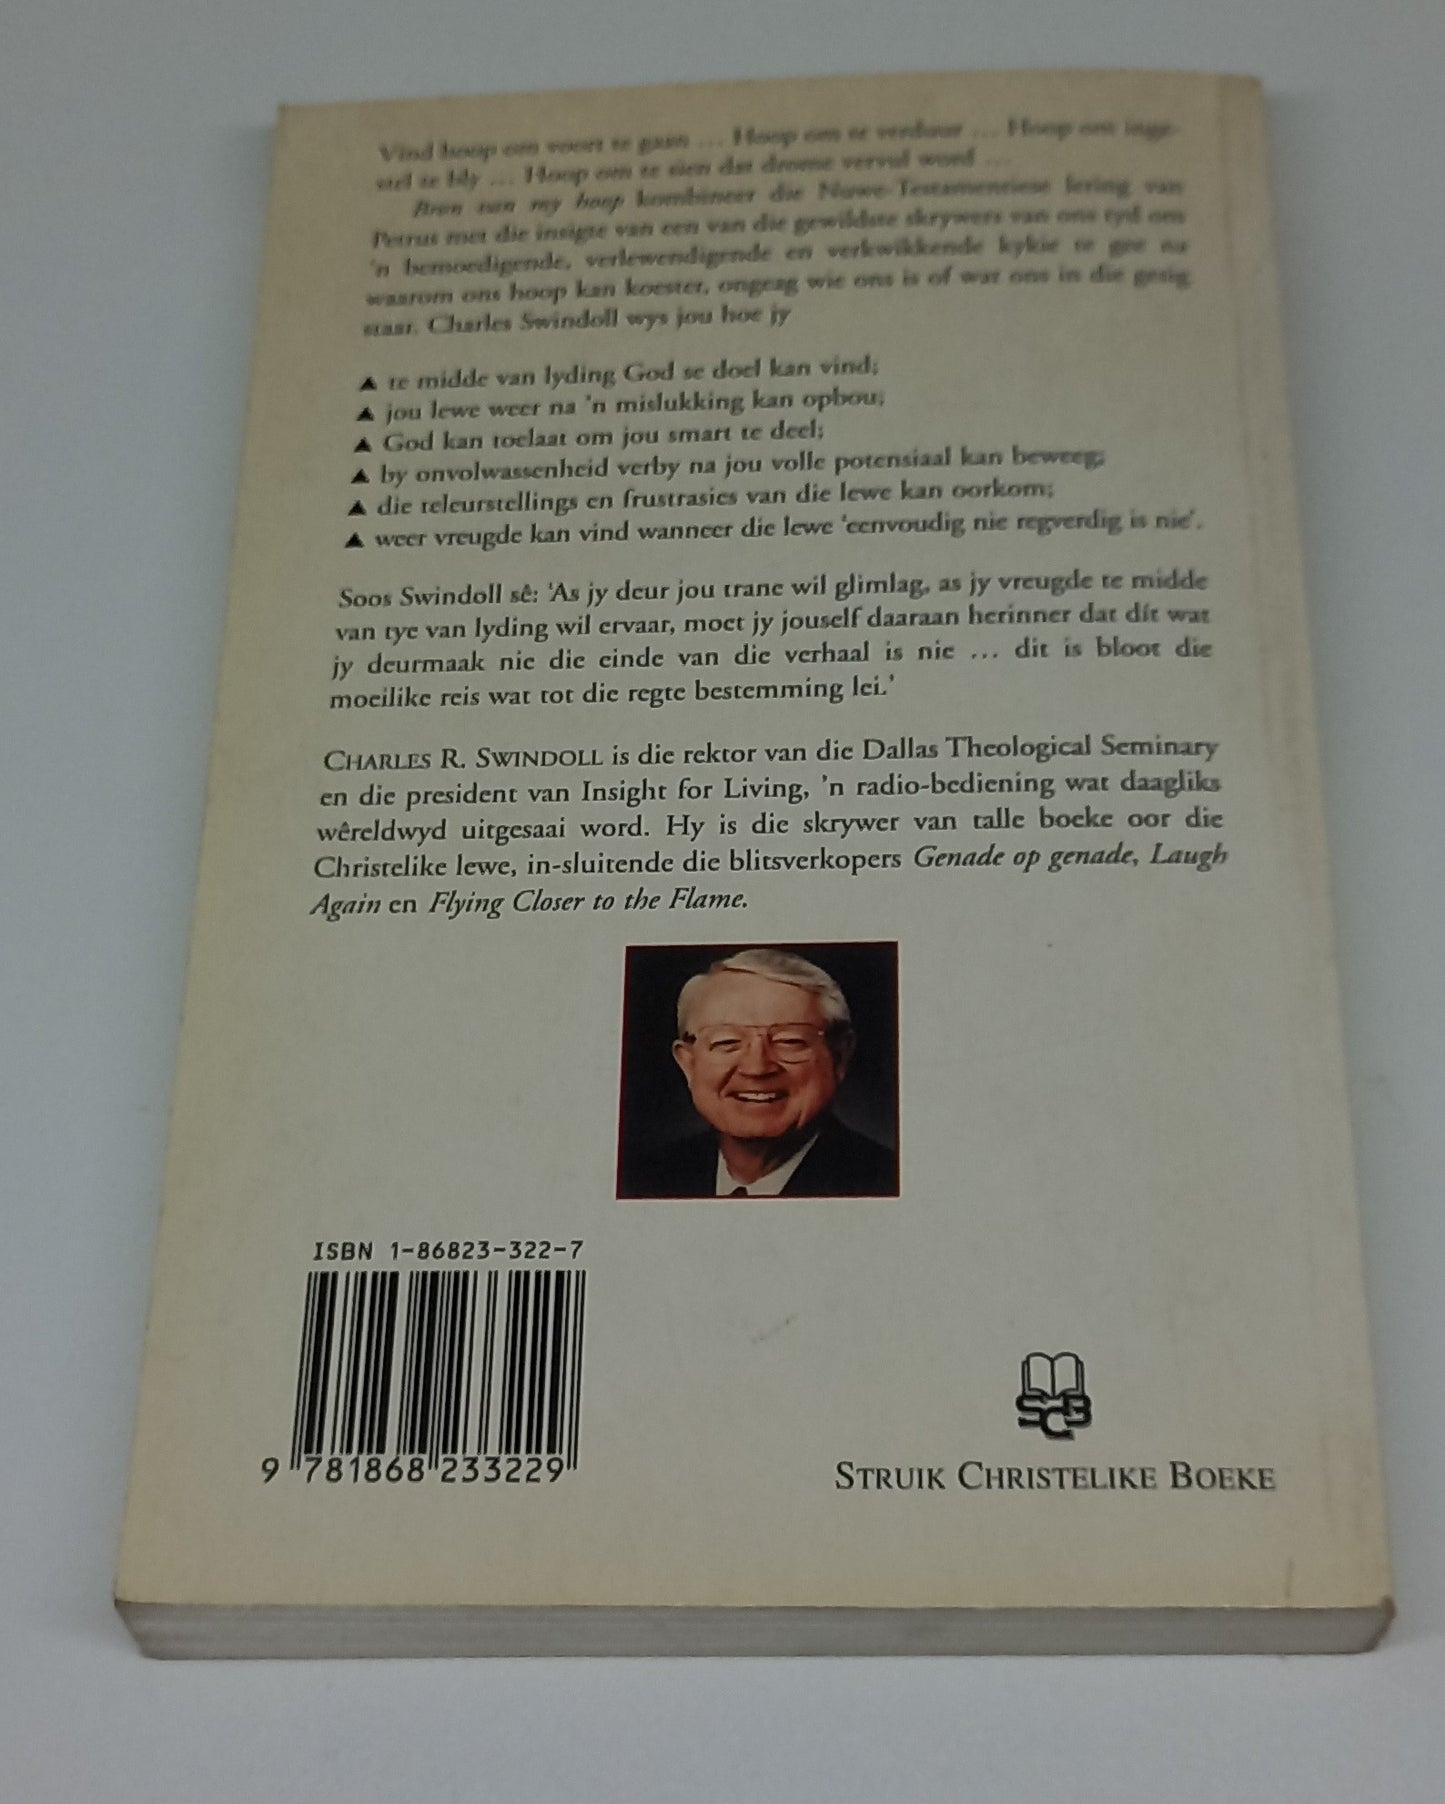 Vind hoop om voort te gaan ... Hoop om te verduur ... Hoop om inge-
stel te bly ... Hoop om te sien dat drome vervul word ...
Bron van my hoop kombineer die Nuwe-Testamentiese lering van
Petrus met die insigte van een van die gewildste skrywers van ons tyd om
'n bemoedigende, verlewendigende en verkwikkende kykie te gee na
waarom ons hoop kan koester, ongeag wie ons is of wat ons in die gesig
staar. Charles Swindoll wys jou hoe jy
▲ te midde van lyding God se doel kan vind;
▲ jou lewe weer na 'n mislukking kan opbou;
▲ God kan toelaat om jou smart te deel;
▲ by onvolwassenheid verby na jou volle potensiaal kan beweeg;
▲ die teleurstellings en frustrasies van die lewe kan oorkom;
▲ weer vreugde kan vind wanneer die lewe 'eenvoudig nie regverdig is nie'.
Soos Swindoll sê: 'As jy deur jou trane wil glimlag, as jy vreugde te midde
van tye van lyding wil ervaar, moet jy jouself daaraan herinner dat dít wat
jy deurmaak nie die einde van die verhaal is nie ... dit is bloot die
moeilike reis wat tot die regte bestemming lei.'
CHARLES R. SWINDOLL is die rektor van die Dallas Theological Seminary
en die president van Insight for Living, 'n radio-bediening wat daagliks
wêreldwyd uitgesaai word. Hy is die skrywer van talle boeke oor die
Christelike lewe, in-sluitende die blitsverkopers Genade op genade, Laugh
Again en Flying Closer to the Flame.
ISBN 1-86823-322-7
9 781868 233229
SCB
STRUIK CHRISTELIKE BOEKE